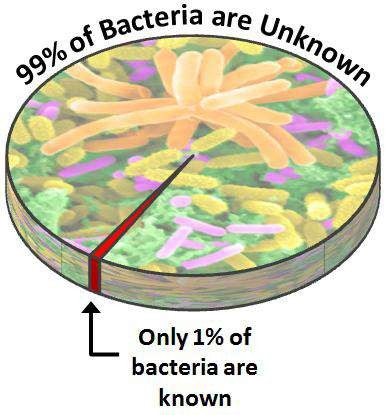 99% of Bacteria are Unknown
Only 1% of
bacteria are
known